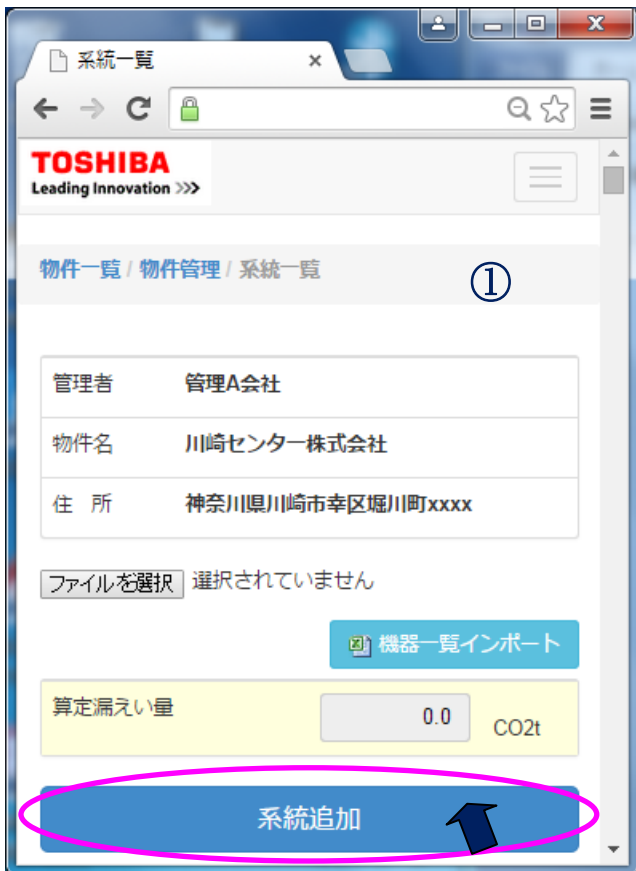 系統一覧
TOSHIBA
Leading Innovation >>>
物件一覧 / 物件管理 / 系統一覧
①
管理者 管理A会社
物件名 川崎センター株式会社
住 所 神奈川県川崎市幸区堀川町xxxx
ファイルを選択 選択されていません
機器一覧インポート
算定漏えい量 0.0 CO2t
系統追加